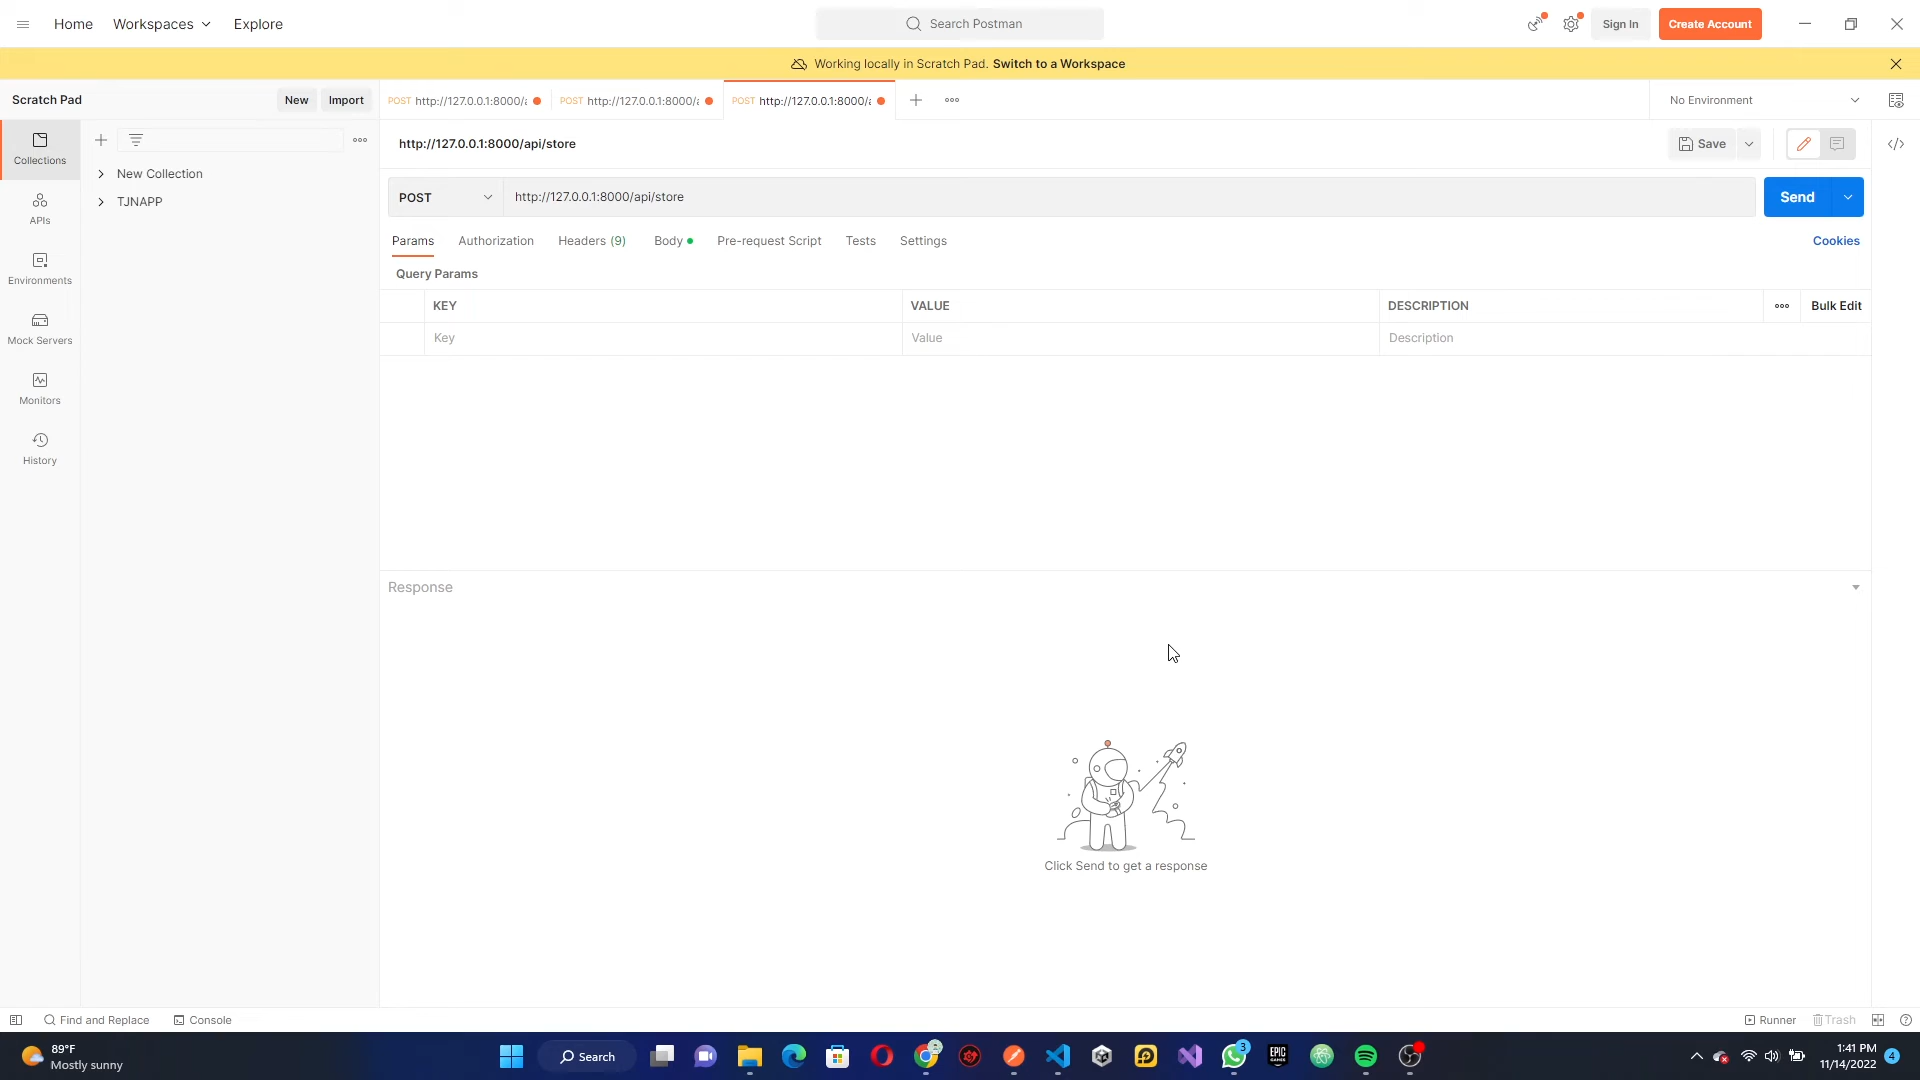 Home Workspaces Explore
Search Postman
Sign In Create Account
Working locally in Scratch Pad. Switch to a Workspace
Scratch Pad New Import
POST http://127.0.0.1:8000/a POST http://127.0.0.1:8000/a POST http://127.0.0.1:8000/a
No Environment
Collections
New Collection
TJNAPP
APIs
Environments
Mock Servers
Monitors
History
http://127.0.0.1:8000/api/store
Save
POST http://127.0.0.1:8000/api/store
Send
Params Authorization Headers (9) Body Pre-request Script Tests Settings
Cookies
Query Params
KEY VALUE DESCRIPTION Bulk Edit
Key Value Description
Response
Click Send to get a response
Find and Replace Console
Runner Trash
89°F
Mostly sunny
Search
3
EPIC
GAMES
1:41 PM
11/14/2022
4